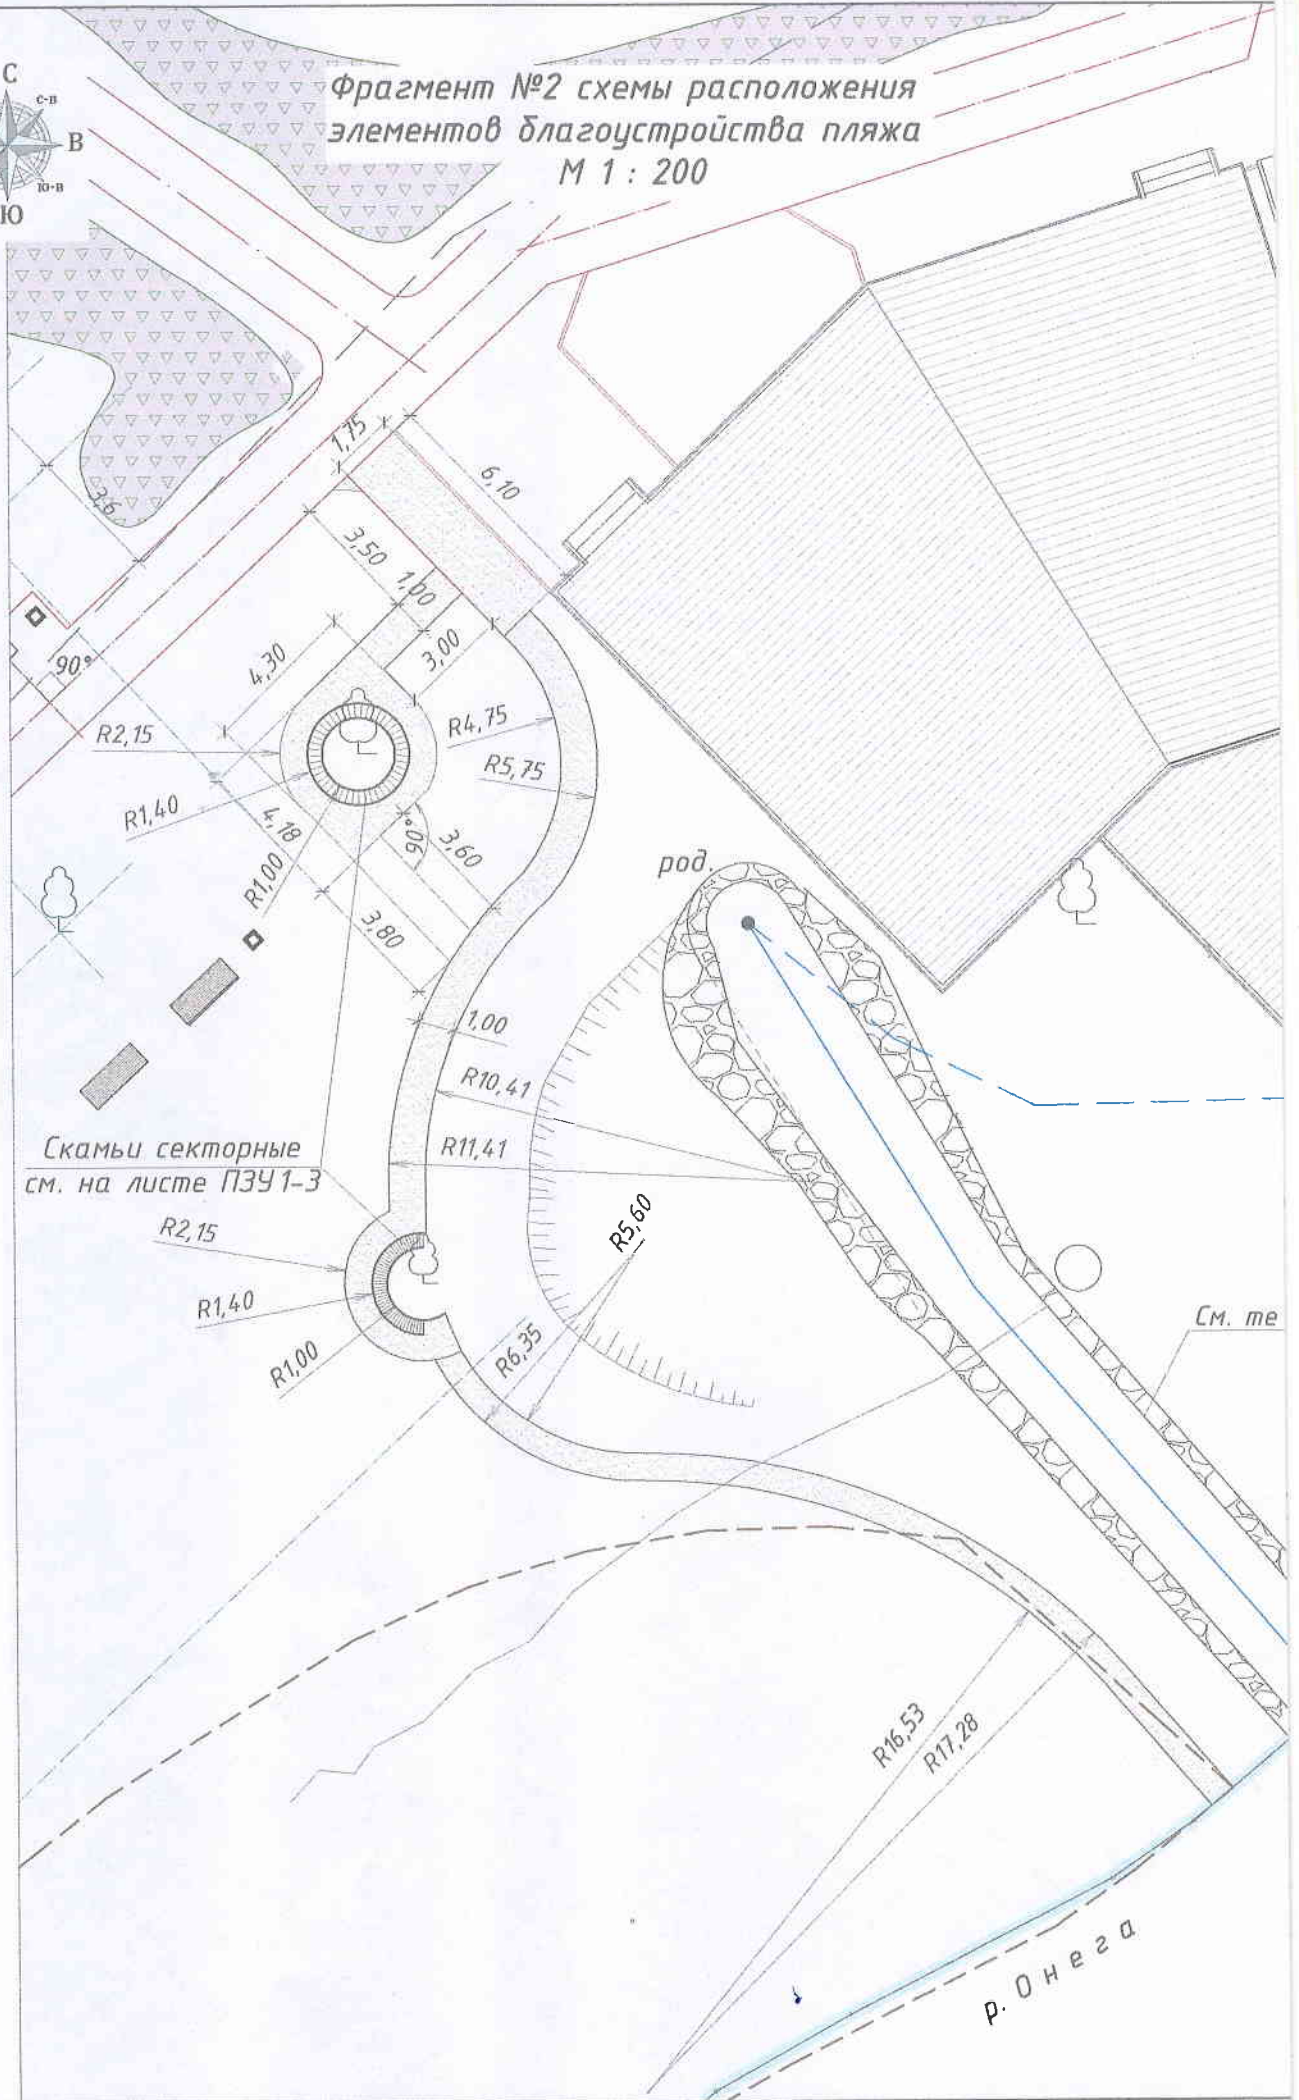 Фрагмент №2 схемы расположения
элементов благоустройства пляжа
М 1 : 200
С
с-в
В
ю-в
Ю
1,75
6,10
3,6
3,50
1,00
3,00
90°
4,30
R2,15
R4,75
R5,75
R1,40
4,18
90°
3,60
R1,00
3,80
род.
1,00
R10,41
R11,41
Скамьи секторные
см. на листе ПЗУ 1-3
R2,15
R5,60
R1,40
R6,35
R1,00
См. те
R16,53
R17,28
р. Онега